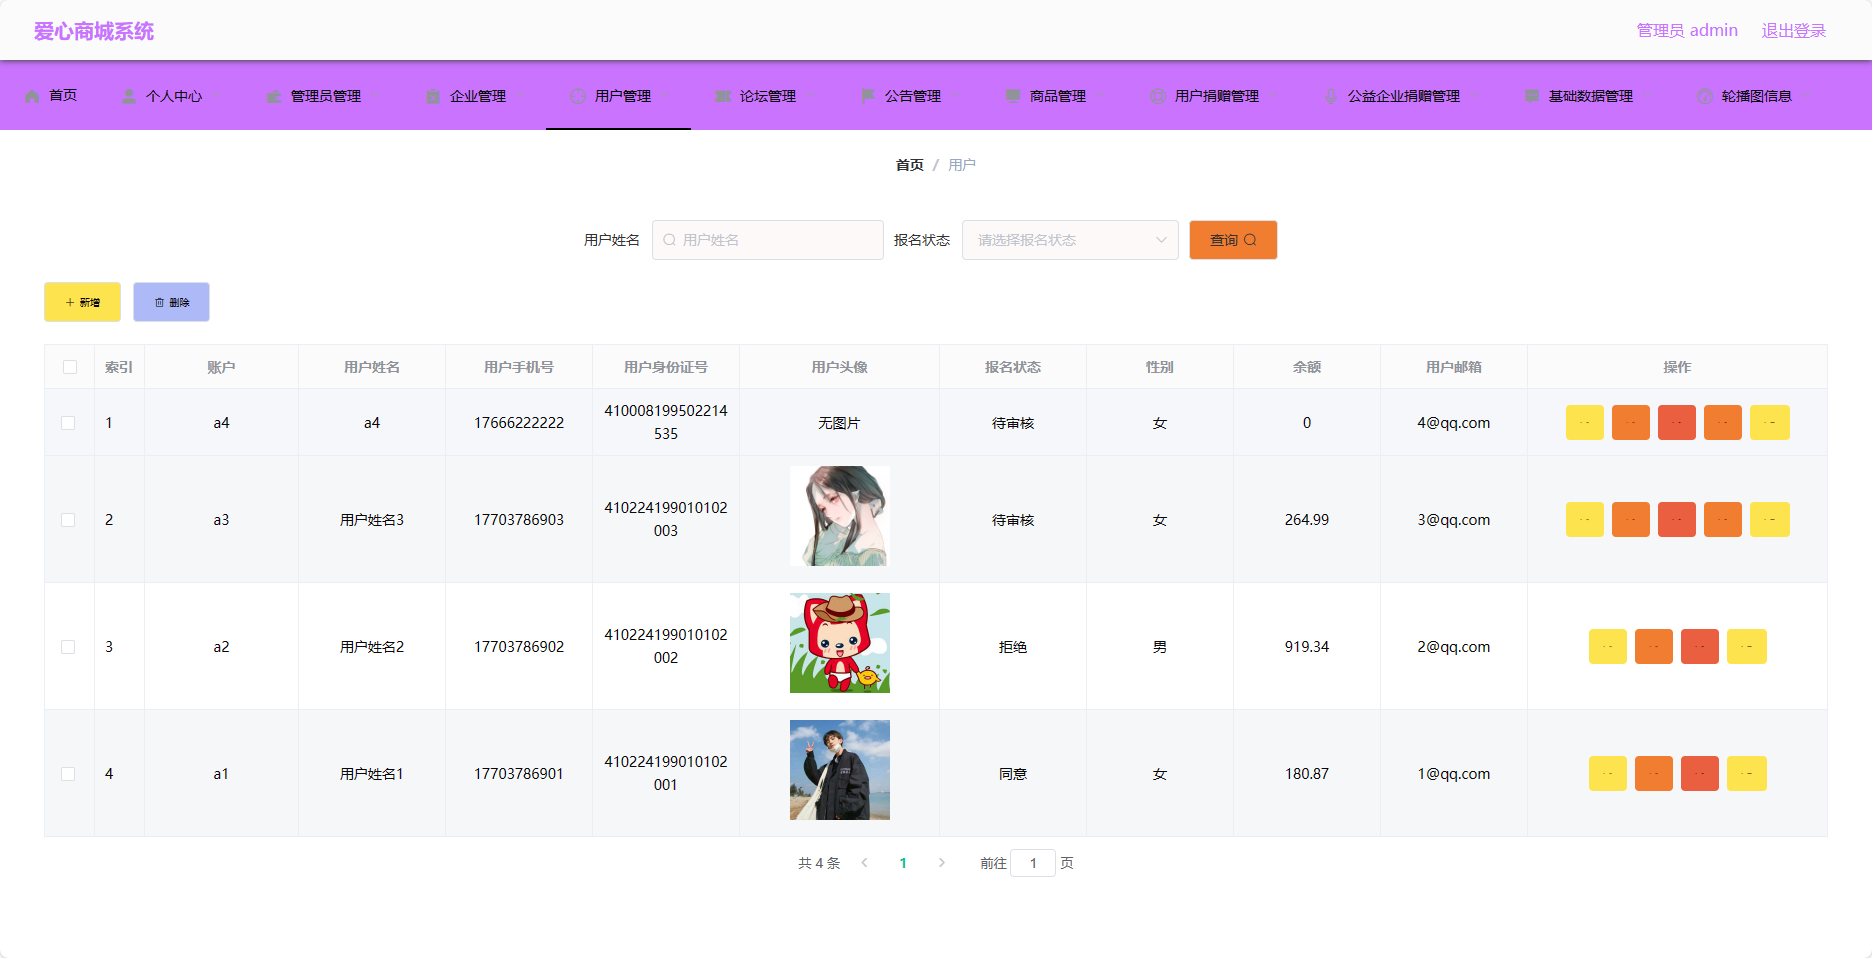 爱心商城系统
管理员 admin 退出登录
首页 个人中心 管理员管理 企业管理 用户管理 论坛管理 公告管理 商品管理 用户捐赠管理 公益企业捐赠管理 基础数据管理 轮播图信息
首页 / 用户
用户姓名 用户姓名 报名状态 请选择报名状态 查询
新增 删除
索引 账户 用户姓名 用户手机号 用户身份证号 用户头像 报名状态 性别 余额 用户邮箱 操作
1 a4 a4 17666222222 410008199502214 无图片 待审核 女 0 4@qq.com
535
2 a3 用户姓名3 17703786903 410224199010102 待审核 女 264.99 3@qq.com
003
3 a2 用户姓名2 17703786902 410224199010102 拒绝 男 919.34 2@qq.com
002
4 a1 用户姓名1 17703786901 410224199010102 同意 女 180.87 1@qq.com
001
共 4 条 1 前往 1 页